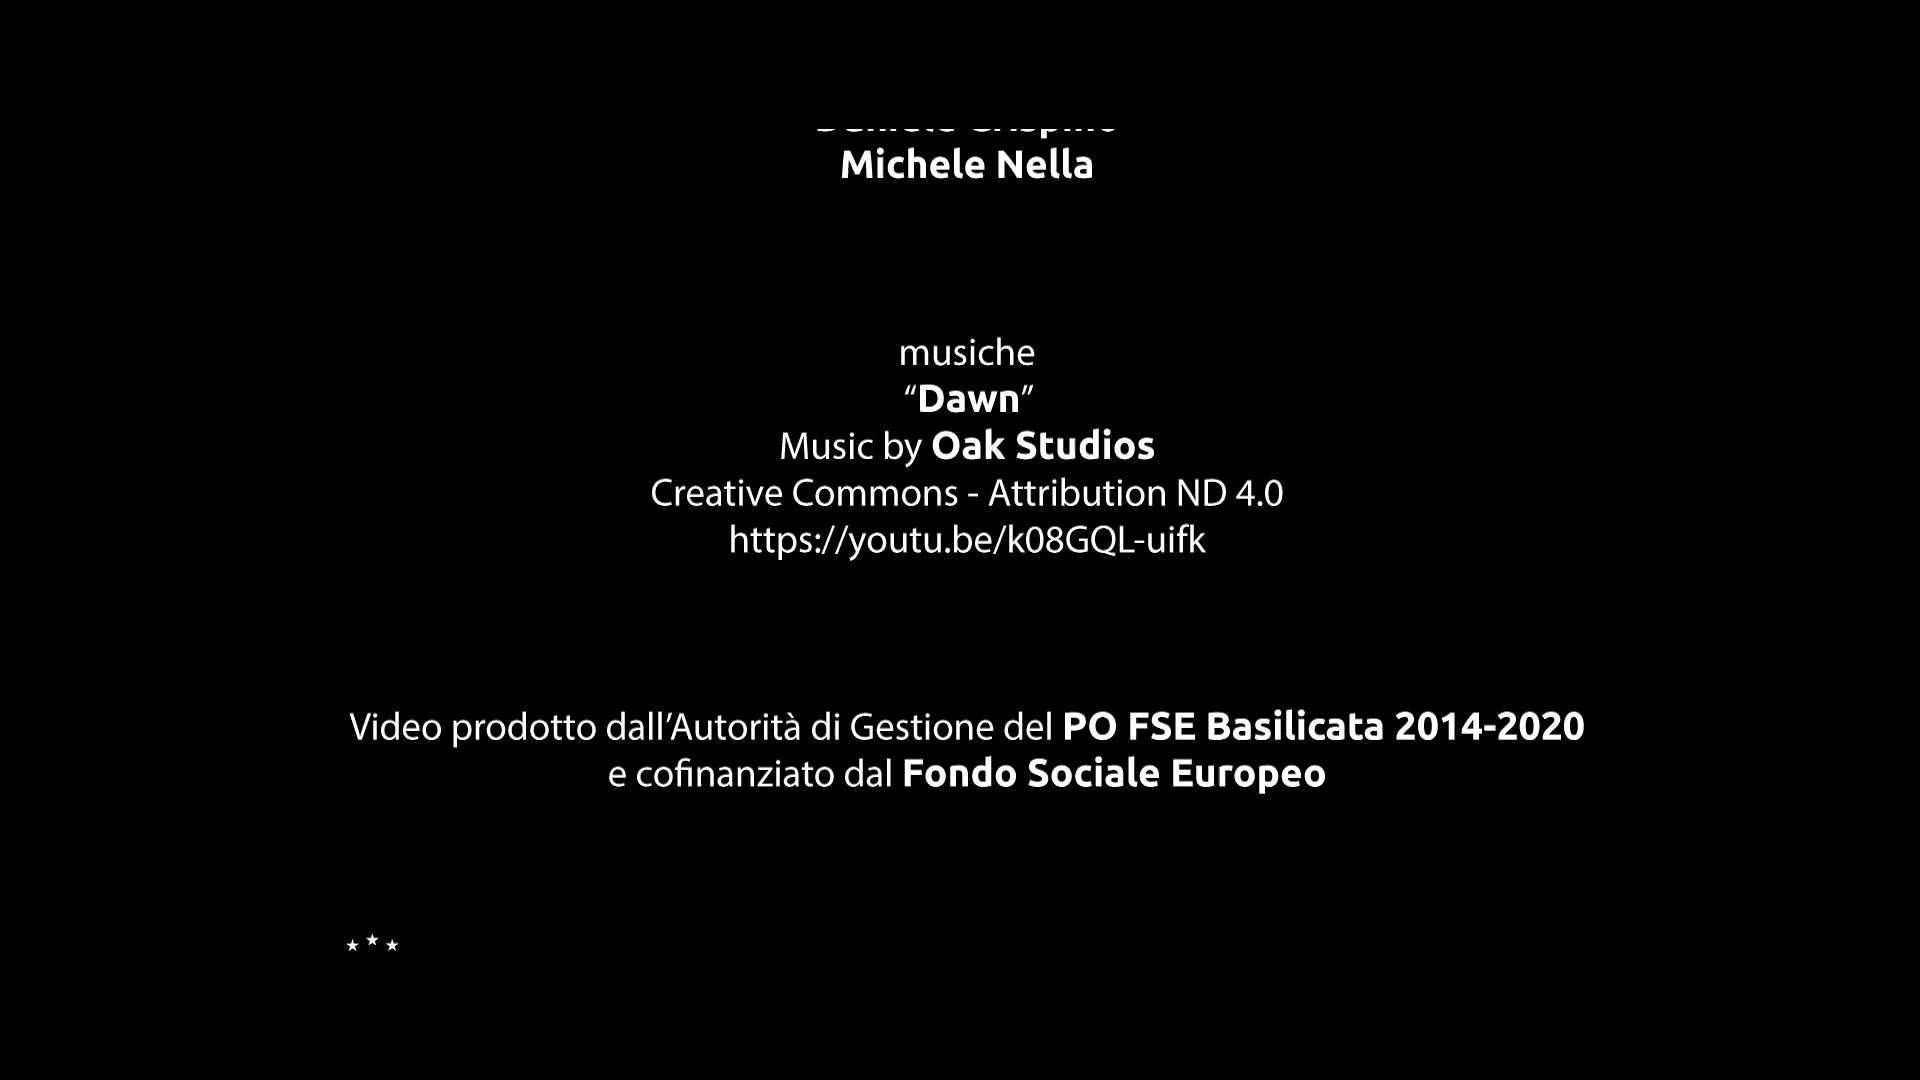 Michele Nella
musiche
“Dawn”
Music by Oak Studios
Creative Commons - Attribution ND 4.0
https://youtu.be/k08GQL-uifk
Video prodotto dall’Autorità di Gestione del PO FSE Basilicata 2014-2020
e cofinanziato dal Fondo Sociale Europeo